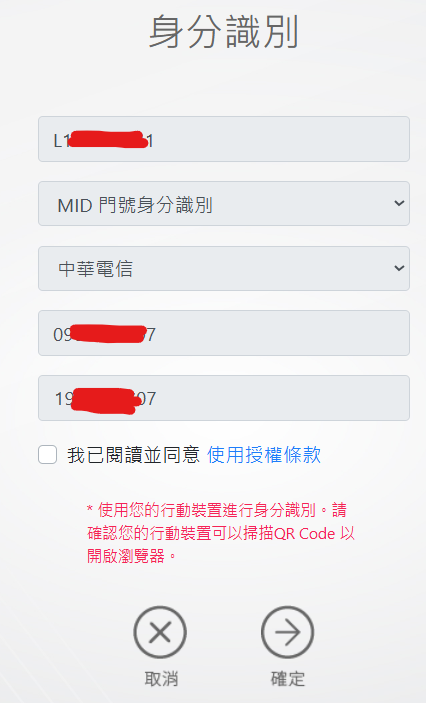 身分識別
L1 1
MID 門號身分識別
中華電信
09 7
19 07
我已閱讀並同意 使用授權條款
* 使用您的行動裝置進行身分識別。請
確認您的行動裝置可以掃描QR Code 以
開啟瀏覽器。
取消 確定